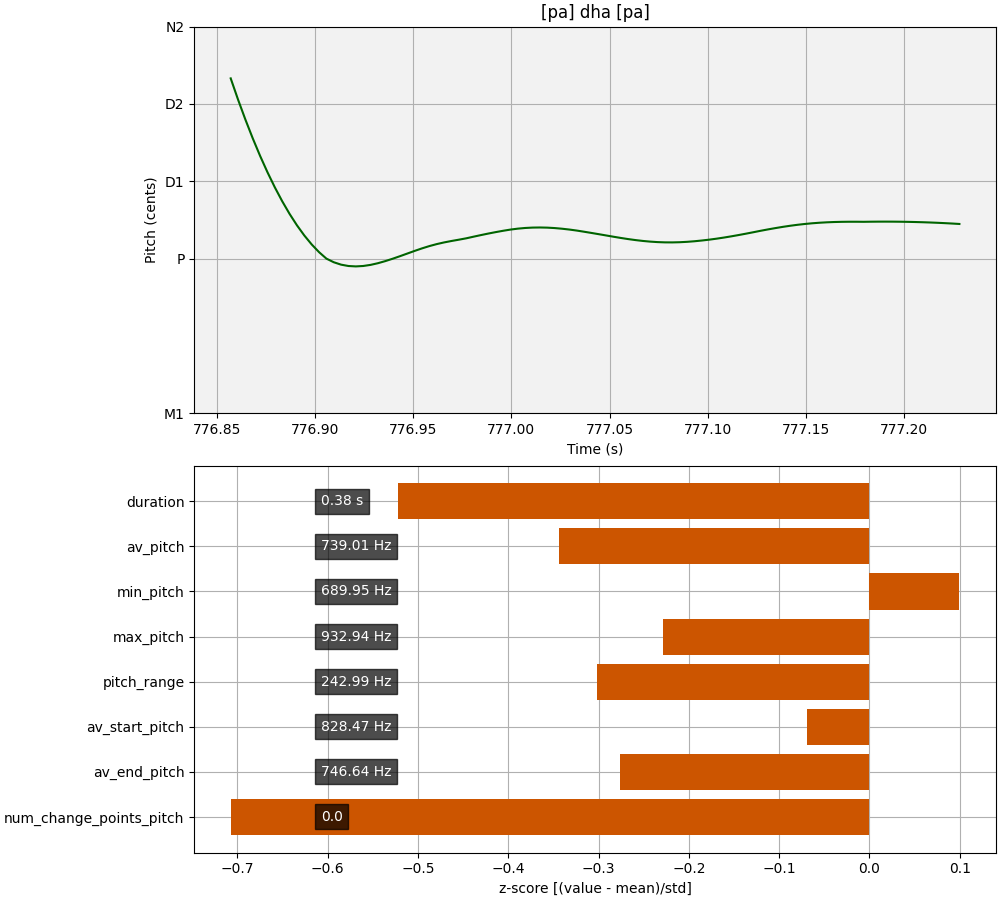 [pa] dha [pa]
N2
D2
D1
P
M1
Pitch (cents)
776.85 776.90 776.95 777.00 777.05 777.10 777.15 777.20
Time (s)
duration 0.38 s
av_pitch 739.01 Hz
min_pitch 689.95 Hz
max_pitch 932.94 Hz
pitch_range 242.99 Hz
av_start_pitch 828.47 Hz
av_end_pitch 746.64 Hz
num_change_points_pitch 0.0
−0.7 −0.6 −0.5 −0.4 −0.3 −0.2 −0.1 0.0 0.1
z-score [(value - mean)/std]